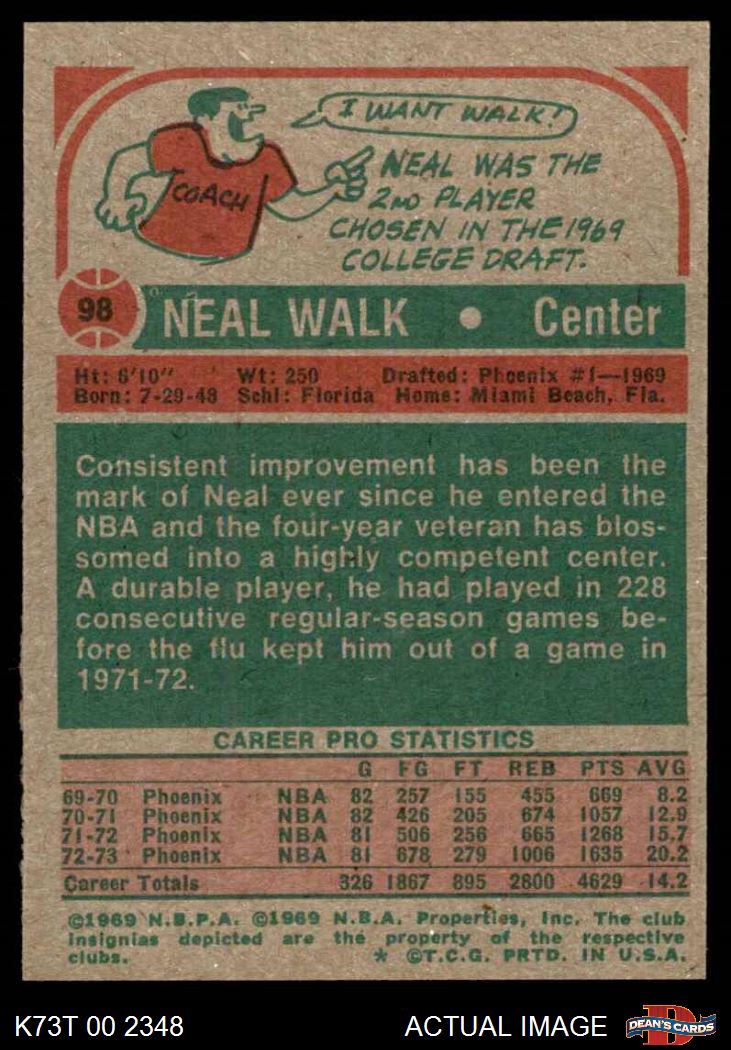 I WANT WALK!
COACH
NEAL WAS THE
2ND PLAYER
CHOSEN IN THE 1969
COLLEGE DRAFT.
98 NEAL WALK • Center
Ht: 6'10" Wt: 250 Drafted: Phoenix #1—1969
Born: 7-29-48 Schl: Florida Home: Miami Beach, Fla.
Consistent improvement has been the
mark of Neal ever since he entered the
NBA and the four-year veteran has blos-
somed into a highly competent center.
A durable player, he had played in 228
consecutive regular-season games be-
fore the flu kept him out of a game in
1971-72.
CAREER PRO STATISTICS
G FG FT REB PTS AVG
69-70 Phoenix NBA 82 257 155 455 669 8.2
70-71 Phoenix NBA 82 426 205 674 1057 12.9
71-72 Phoenix NBA 81 506 256 665 1268 15.7
72-73 Phoenix NBA 81 678 279 1006 1635 20.2
Career Totals 326 1867 895 2800 4629 14.2
©1969 N.B.P.A. ©1969 N.B.A. Properties, Inc. The club
insignias depicted are the property of the respective
clubs. * ©T.C.G. PRTD. IN U.S.A.
K73T 00 2348 ACTUAL IMAGE D DEAN'S CARDS